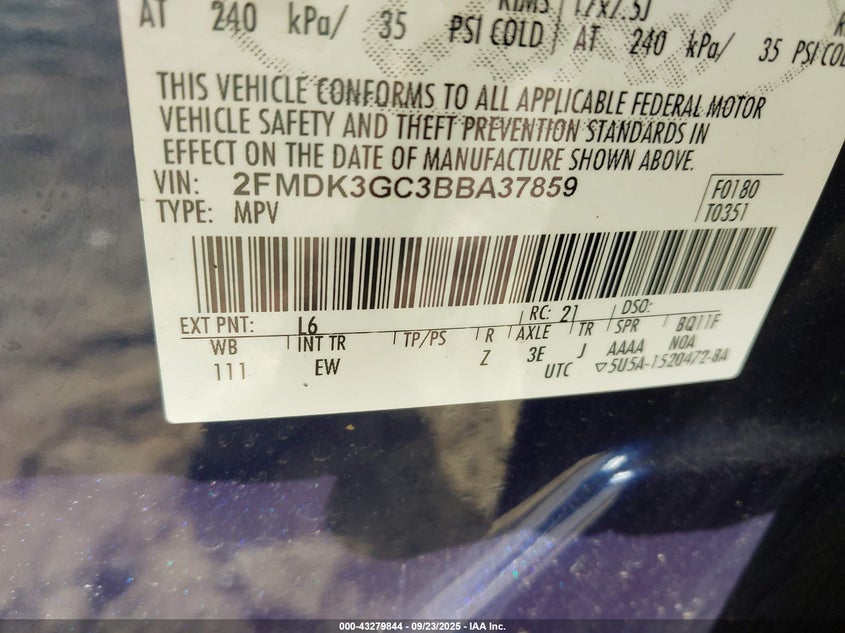 AT 240 kPa/ 35 PSI COLD AT 240 kPa/ 35 PSI COL
THIS VEHICLE CONFORMS TO ALL APPLICABLE FEDERAL MOTOR
VEHICLE SAFETY AND THEFT PREVENTION STANDARDS IN
EFFECT ON THE DATE OF MANUFACTURE SHOWN ABOVE.
VIN: 2FMDK3GC3BBA37859 F0180
TYPE: MPV T0351
EXT PNT: L6 RC: 21 DSO:
WB INT TR TP/PS R AXLE TR SPR BQ11F
111 EW Z 3E J AAAA NOA
UTC ▽5U5A-1520472-BA
000-43279844 - 09/23/2025 - IAA Inc.